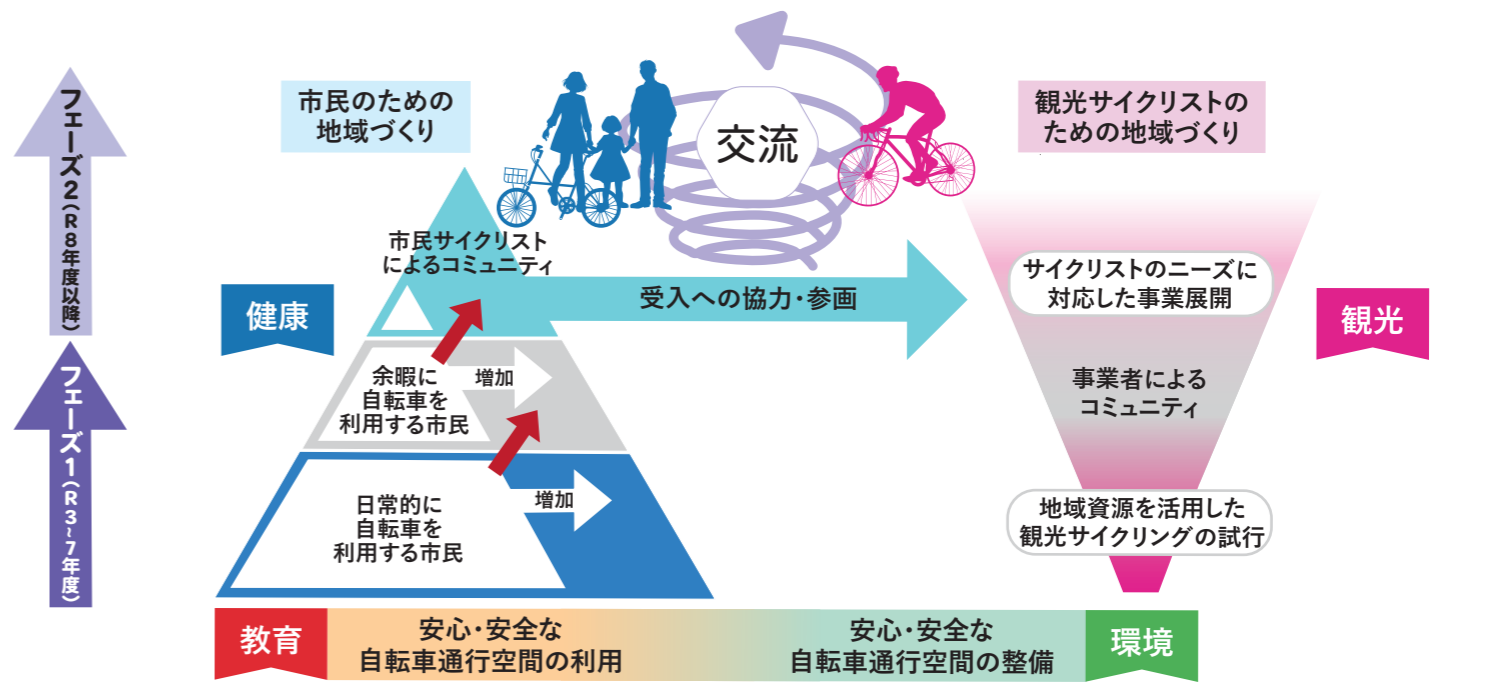 フェーズ2（R8年度以降）
フェーズ1（R3~7年度）
市民のための
地域づくり
交流
観光サイクリストの
ための地域づくり
市民サイクリスト
によるコミュニティ
受入への協力・参画
健康
余暇に
自転車を
利用する市民
増加
日常的に
自転車を
利用する市民
増加
サイクリストのニーズに
対応した事業展開
観光
事業者による
コミュニティ
地域資源を活用した
観光サイクリングの試行
教育
安心・安全な
自転車通行空間の利用
安心・安全な
自転車通行空間の整備
環境